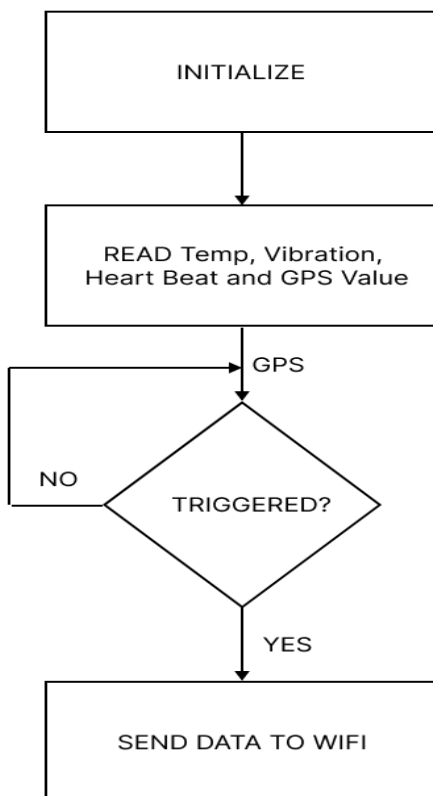 INITIALIZE
READ Temp, Vibration,
Heart Beat and GPS Value
GPS
NO
TRIGGERED?
YES
SEND DATA TO WIFI